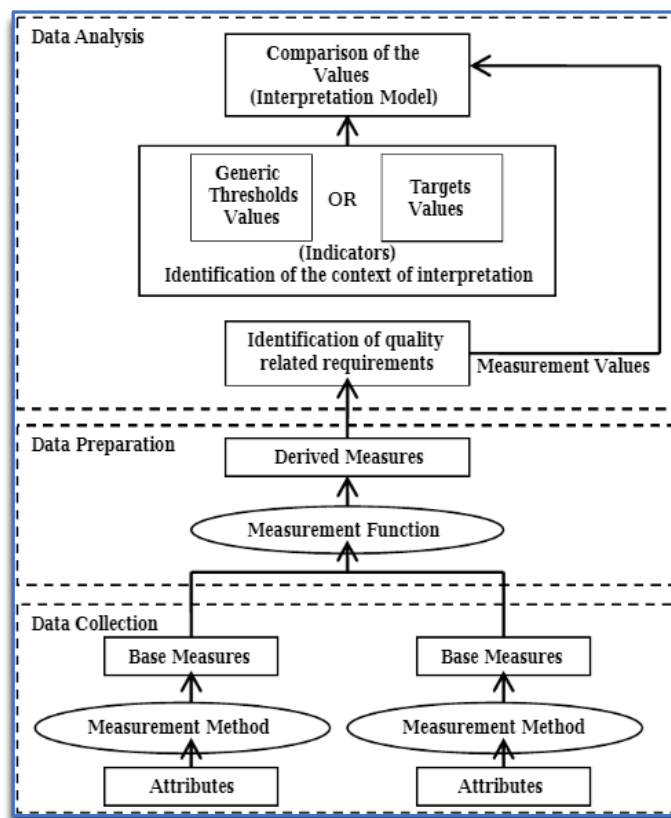 Data Analysis
Comparison of the
Values
(Interpretation Model)
Generic
Thresholds
Values
OR
Targets
Values
(Indicators)
Identification of the context of interpretation
Identification of quality
related requirements
Measurement Values
Data Preparation
Derived Measures
Measurement Function
Data Collection
Base Measures
Base Measures
Measurement Method
Measurement Method
Attributes
Attributes